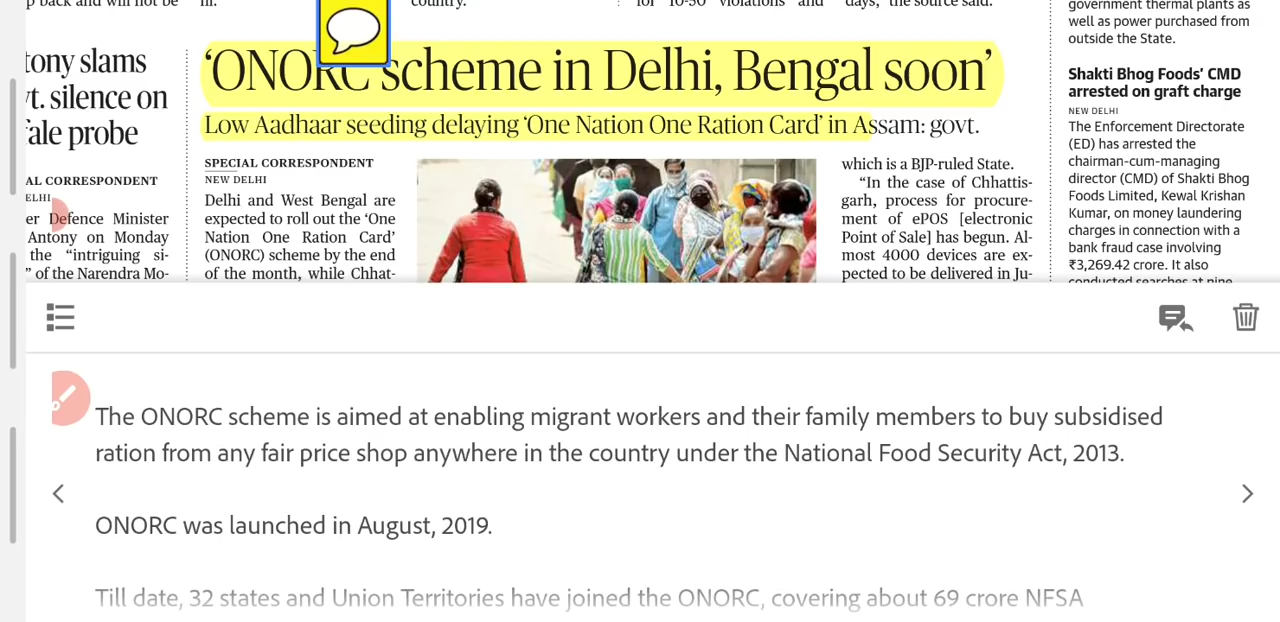 p back and will not be
ill.
country.
for 10-50 violations and
days," the source said.
government thermal plants as
well as power purchased from
outside the State.
tony slams
vt. silence on
fale probe
AL CORRESPONDENT
ELHI
er Defence Minister
Antony on Monday
the “intriguing si-
” of the Narendra Mo-
‘ONORC scheme in Delhi, Bengal soon’
Low Aadhaar seeding delaying ‘One Nation One Ration Card’ in Assam: govt.
SPECIAL CORRESPONDENT
NEW DELHI
Delhi and West Bengal are
expected to roll out the ‘One
Nation One Ration Card’
(ONORC) scheme by the end
of the month, while Chhat-
which is a BJP-ruled State.
“In the case of Chhattis-
garh, process for procure-
ment of ePOS [electronic
Point of Sale] has begun. Al-
most 4000 devices are ex-
pected to be delivered in Ju-
Shakti Bhog Foods’ CMD
arrested on graft charge
NEW DELHI
The Enforcement Directorate
(ED) has arrested the
chairman-cum-managing
director (CMD) of Shakti Bhog
Foods Limited, Kewal Krishan
Kumar, on money laundering
charges in connection with a
bank fraud case involving
₹3,269.42 crore. It also
conducted searches at nine
The ONORC scheme is aimed at enabling migrant workers and their family members to buy subsidised
ration from any fair price shop anywhere in the country under the National Food Security Act, 2013.
ONORC was launched in August, 2019.
Till date, 32 states and Union Territories have joined the ONORC, covering about 69 crore NFSA